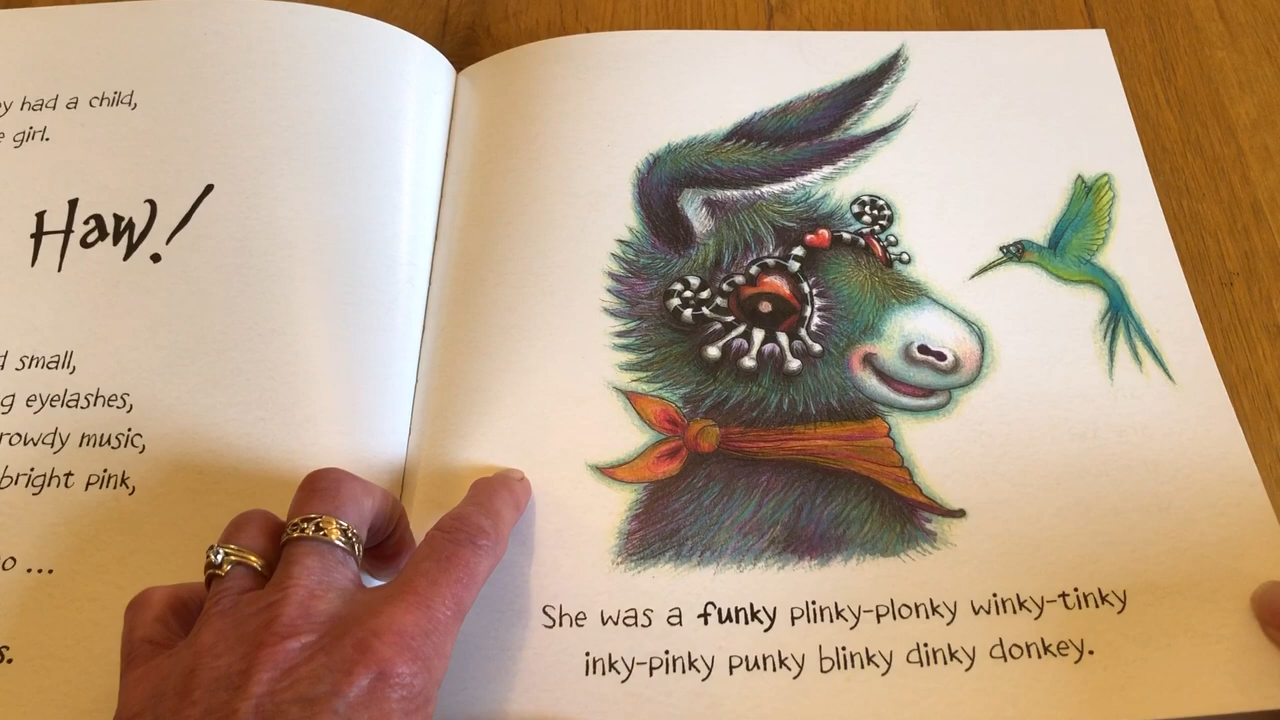 had a child,
girl.
Haw!
small,
eyelashes,
rowdy music,
bright pink,
...
She was a funky plinky-plonky winky-tinky
inky-pinky punky blinky dinky donkey.